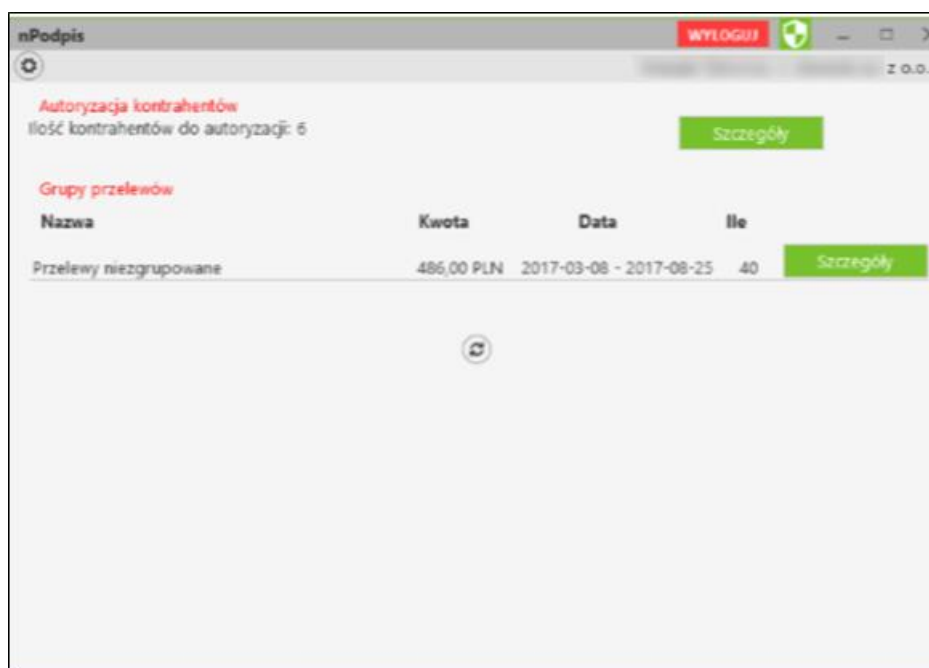 nPodpis WYLOGUJ
z o.o.
Autoryzacja kontrahentów
Ilość kontrahentów do autoryzacji: 6 Szczegóły
Grupy przelewów
Nazwa Kwota Data Ile
Przelewy niezgrupowane 486,00 PLN 2017-03-08 - 2017-08-25 40 Szczegóły